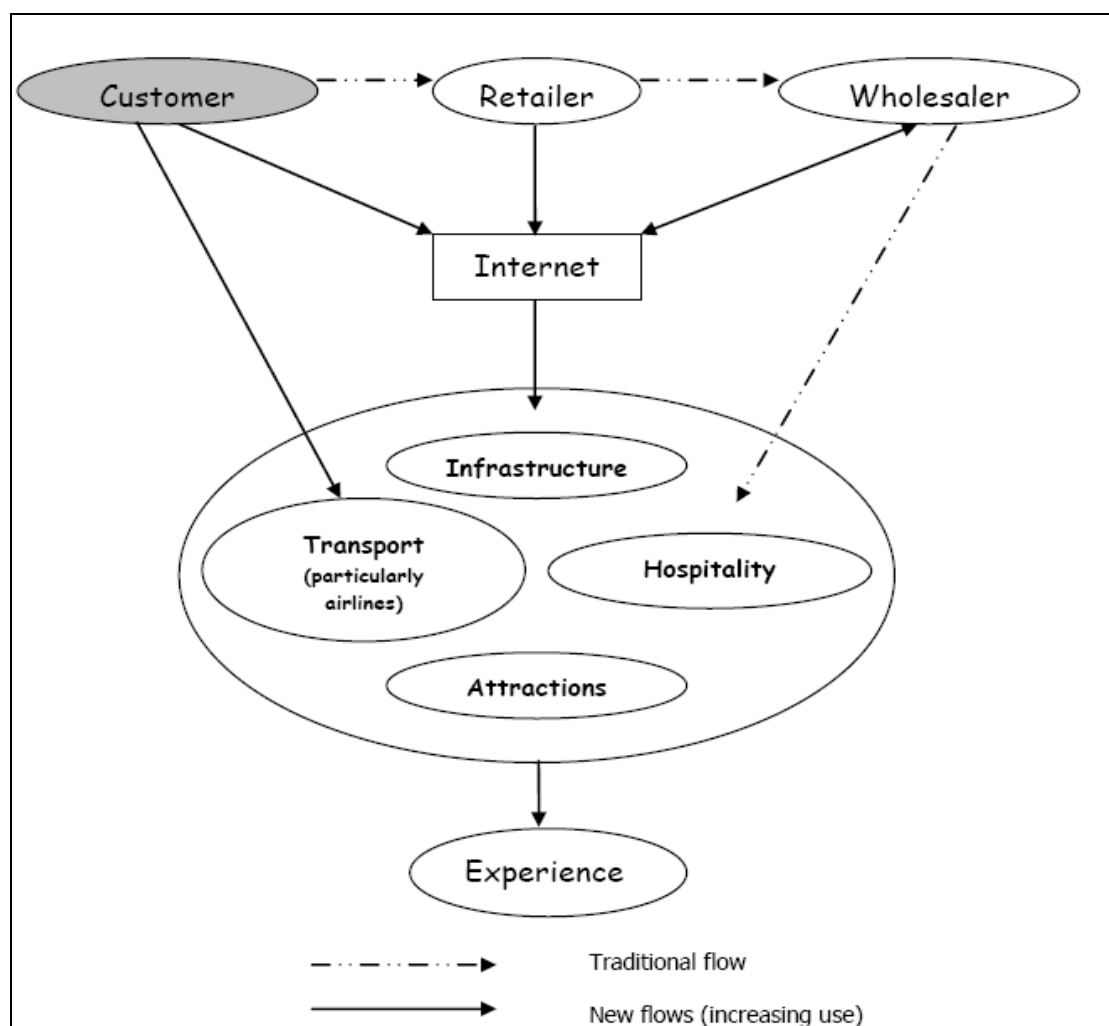 Customer
Retailer
Wholesaler
Internet
Infrastructure
Transport
(particularly
airlines)
Hospitality
Attractions
Experience
Traditional flow
New flows (increasing use)